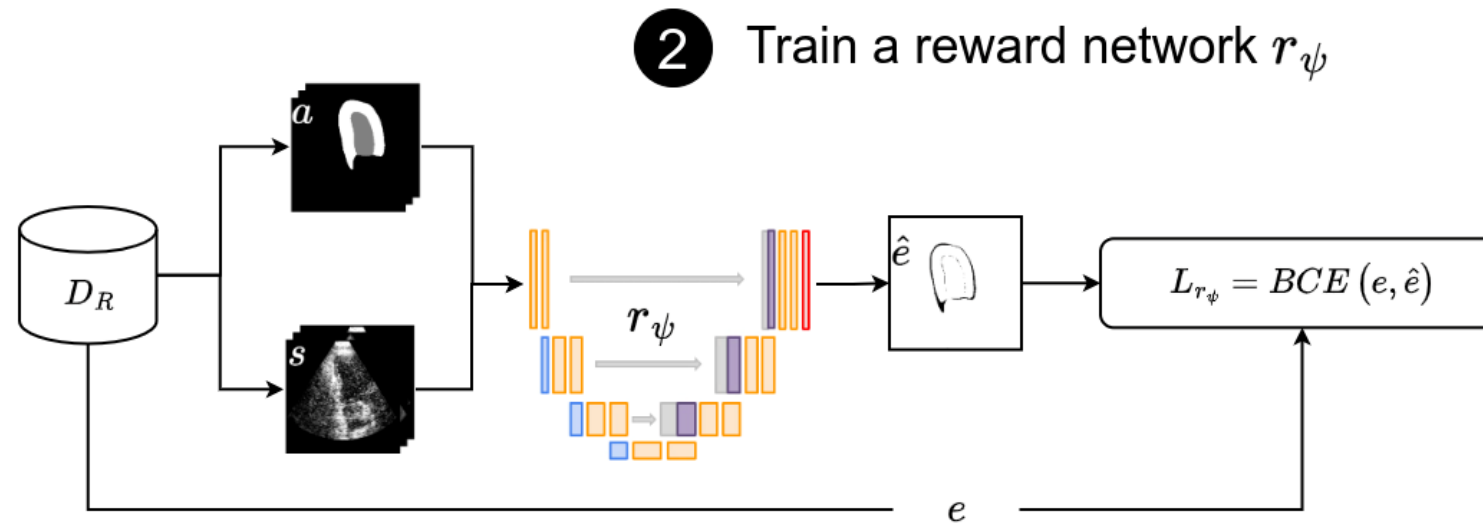 2 Train a reward network r_ψ
a
D_R
s
r_ψ
ê
L_{r_ψ} = BCE (e, ê)
e